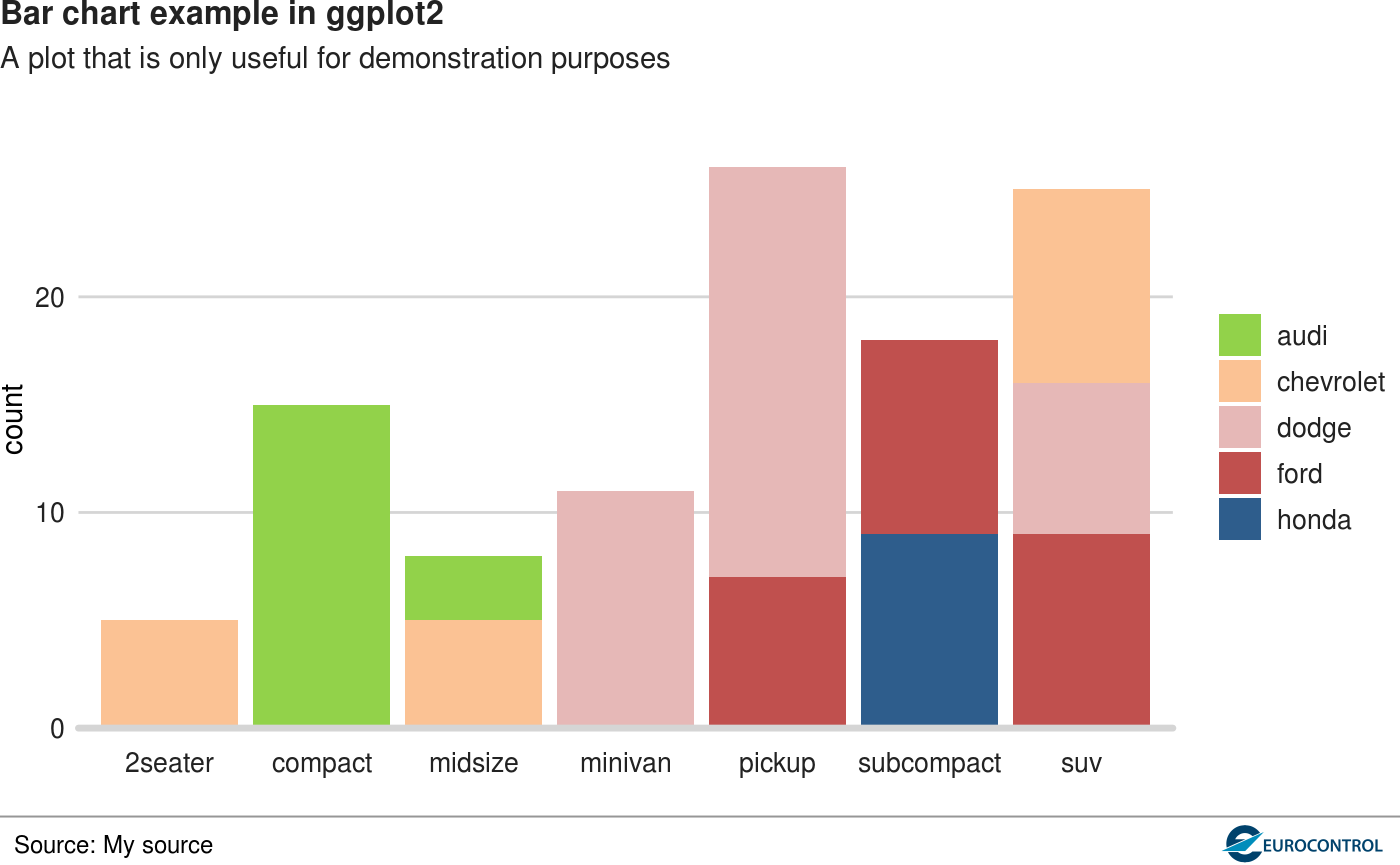 Bar chart example in ggplot2
A plot that is only useful for demonstration purposes
count
20
10
0
2seater compact midsize minivan pickup subcompact suv
audi
chevrolet
dodge
ford
honda
Source: My source
EUROCONTROL